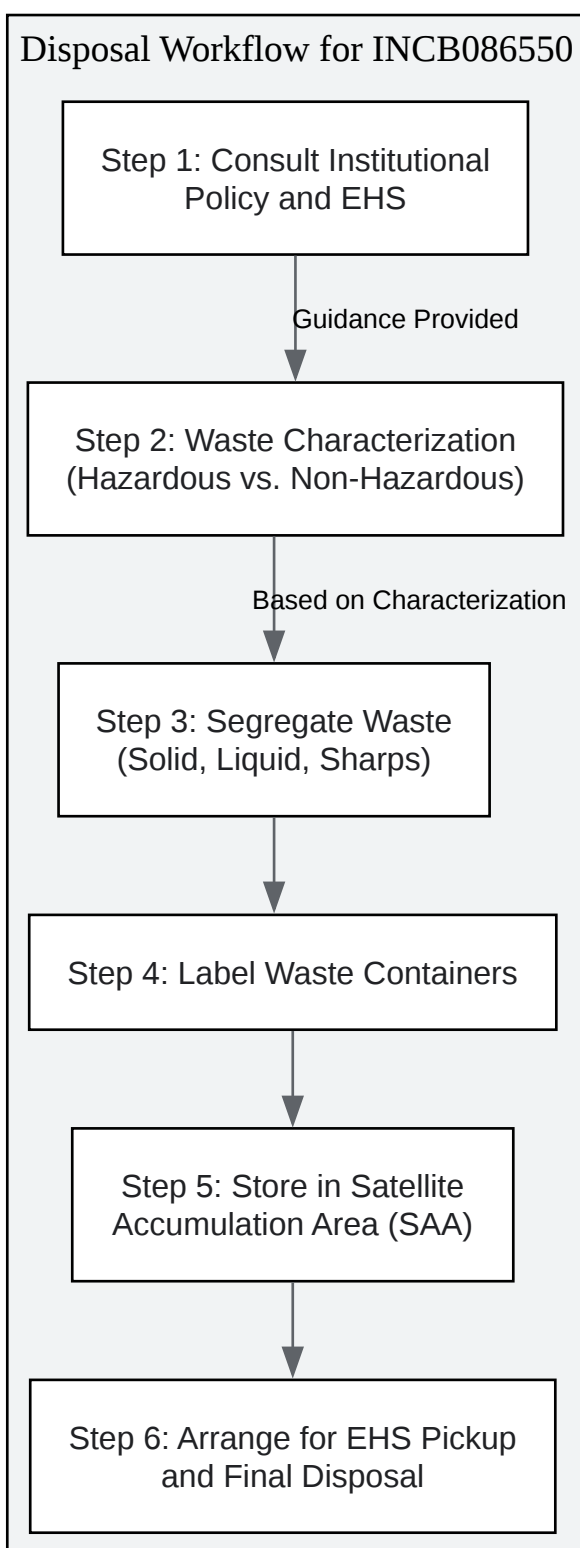 Disposal Workflow for INCB086550
Step 1: Consult Institutional
Policy and EHS
Guidance Provided
Step 2: Waste Characterization
(Hazardous vs. Non-Hazardous)
Based on Characterization
Step 3: Segregate Waste
(Solid, Liquid, Sharps)
Step 4: Label Waste Containers
Step 5: Store in Satellite
Accumulation Area (SAA)
Step 6: Arrange for EHS Pickup
and Final Disposal